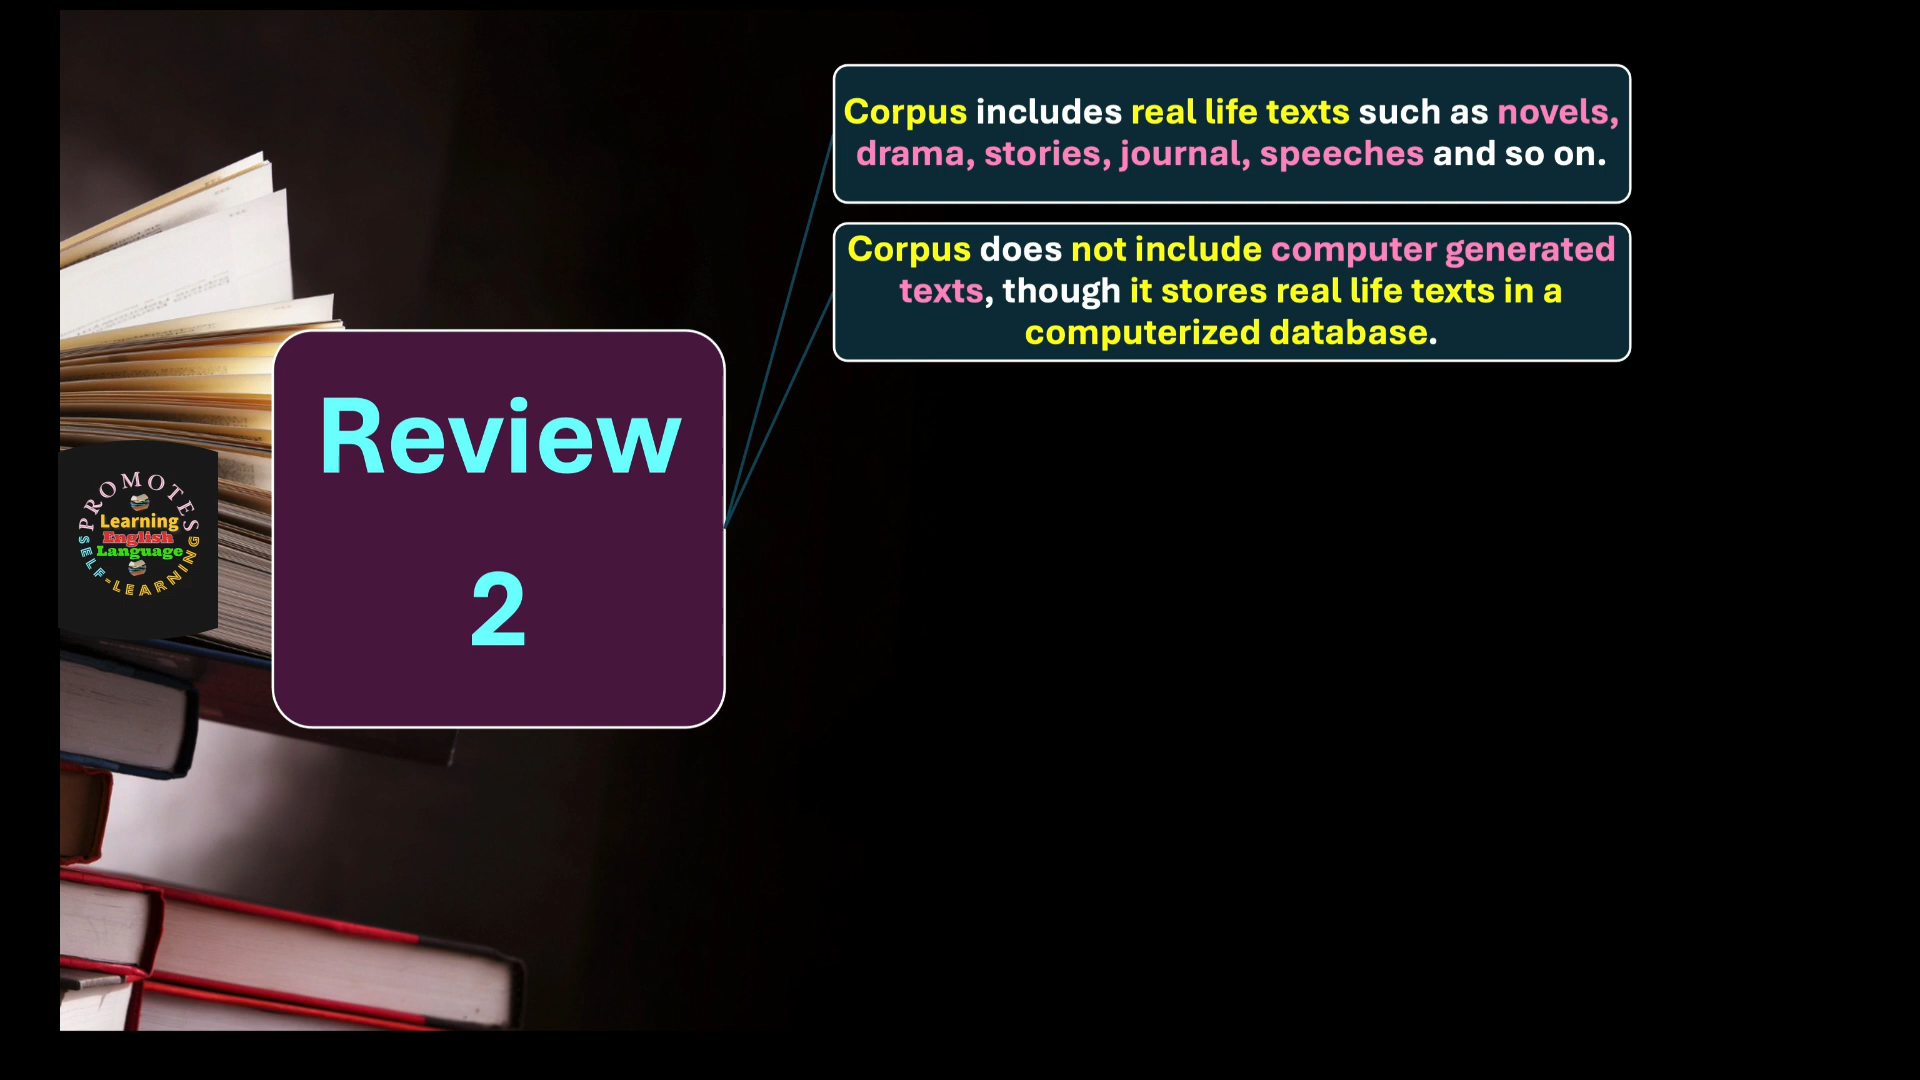 Corpus includes real life texts such as novels,
drama, stories, journal, speeches and so on.
Corpus does not include computer generated
texts, though it stores real life texts in a
computerized database.
Review
2
PROMOTES
Learning
English
Language
SELF-LEARNING